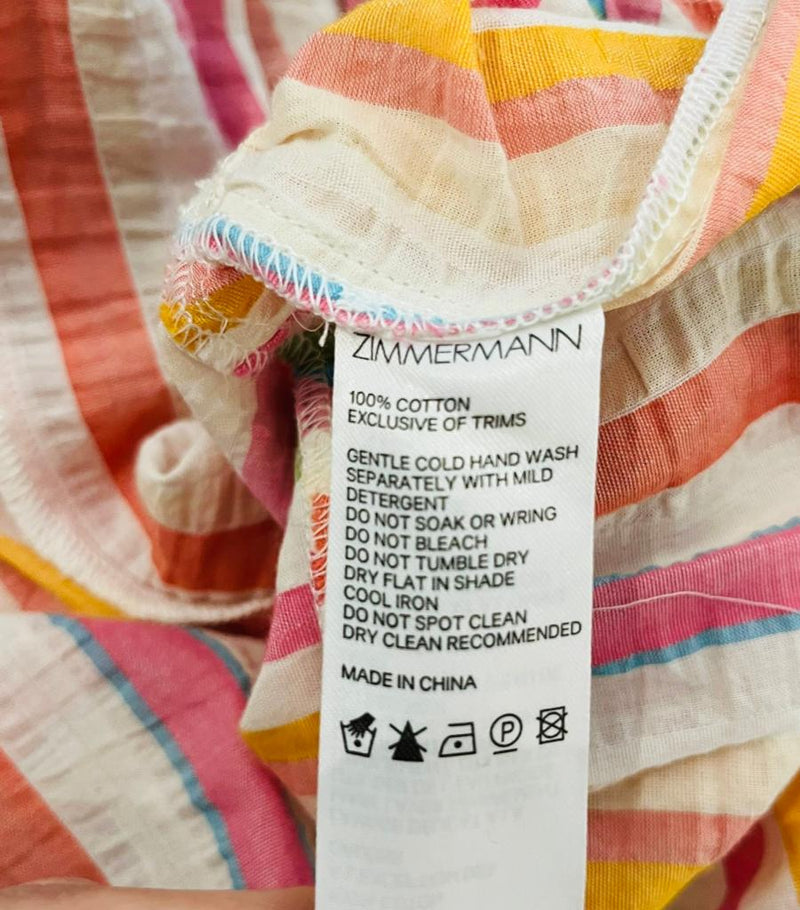 ZIMMERMANN
100% COTTON
EXCLUSIVE OF TRIMS
GENTLE COLD HAND WASH
SEPARATELY WITH MILD
DETERGENT
DO NOT SOAK OR WRING
DO NOT BLEACH
DO NOT TUMBLE DRY
DRY FLAT IN SHADE
COOL IRON
DO NOT SPOT CLEAN
DRY CLEAN RECOMMENDED
MADE IN CHINA
P